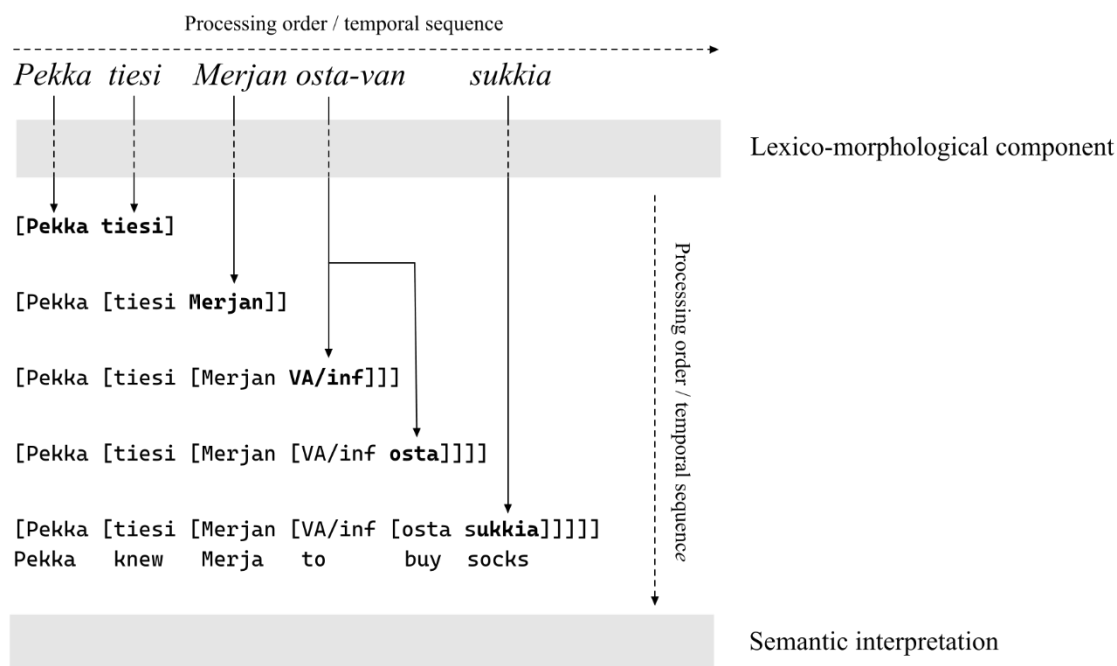 Processing order / temporal sequence
Pekka tiesi Merjan osta-van sukkia
Lexico-morphological component
[Pekka tiesi]
[Pekka [tiesi Merjan]]
[Pekka [tiesi [Merjan VA/inf]]]
[Pekka [tiesi [Merjan [VA/inf osta]]]]
[Pekka [tiesi [Merjan [VA/inf [osta sukkia]]]]]
Pekka knew Merja to buy socks
Processing order / temporal sequence
Semantic interpretation